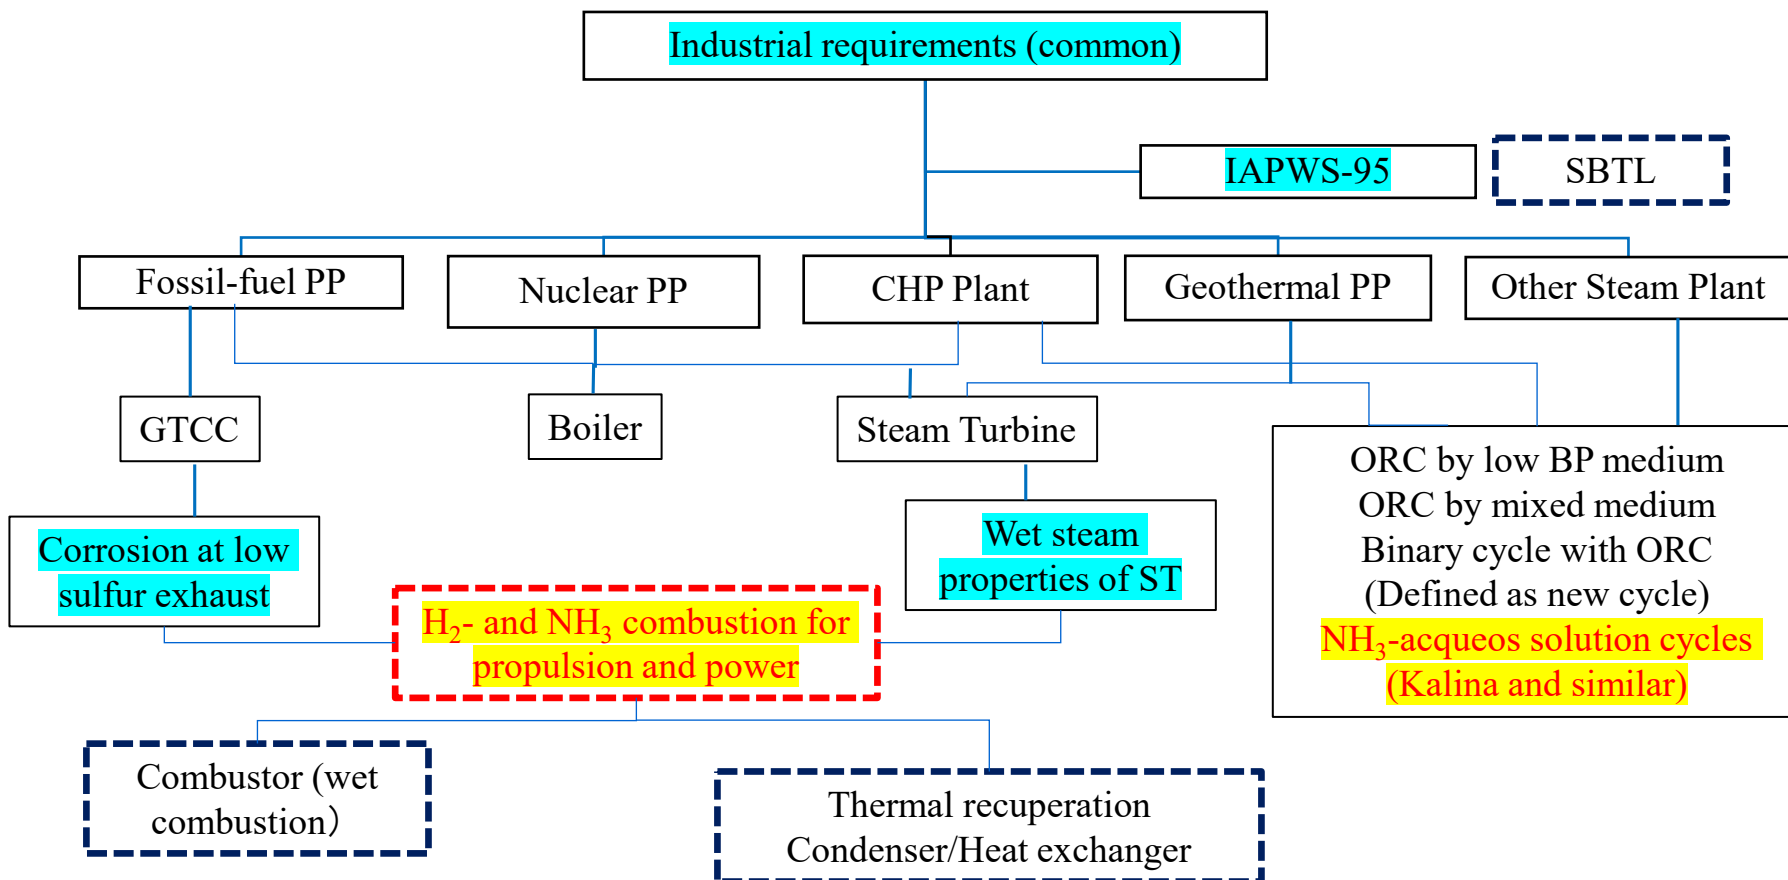 Industrial requirements (common)
IAPWS-95
SBTL
Fossil-fuel PP
Nuclear PP
CHP Plant
Geothermal PP
Other Steam Plant
GTCC
Boiler
Steam Turbine
ORC by low BP medium
ORC by mixed medium
Binary cycle with ORC
(Defined as new cycle)
NH₃-acqueos solution cycles
(Kalina and similar)
Corrosion at low
sulfur exhaust
Wet steam
properties of ST
H₂- and NH₃ combustion for
propulsion and power
Combustor (wet
combustion）
Thermal recuperation
Condenser/Heat exchanger